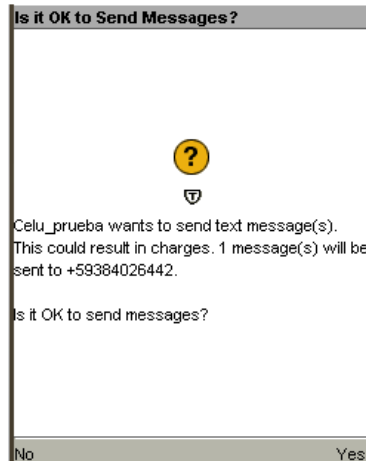 Is it OK to Send Messages?
?
T
Celu_prueba wants to send text message(s).
This could result in charges. 1 message(s) will be
sent to +59384026442.
Is it OK to send messages?
No Yes